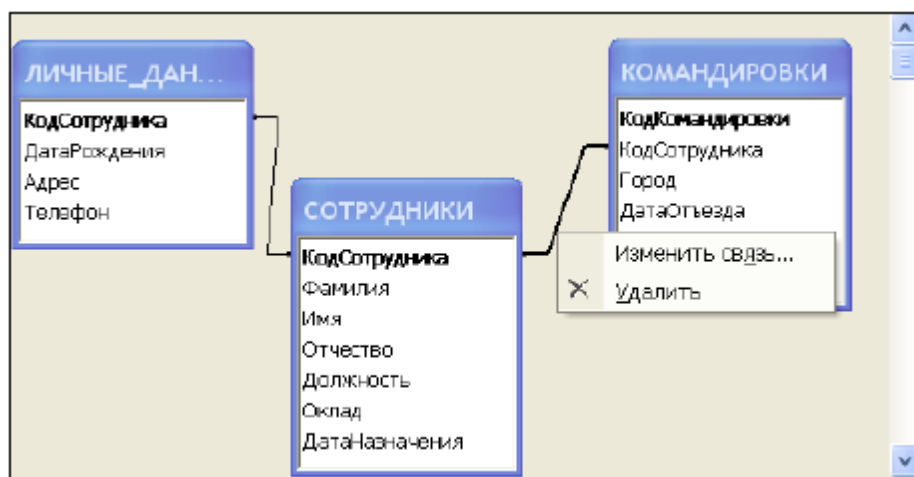 ЛИЧНЫЕ_ДАН...
КодСотрудника
ДатаРождения
Адрес
Телефон
СОТРУДНИКИ
КодСотрудника
Фамилия
Имя
Отчество
Должность
Оклад
ДатаНазначения
КОМАНДИРОВКИ
КодКомандировки
КодСотрудника
Город
ДатаОтъезда
Изменить связь...
Удалить